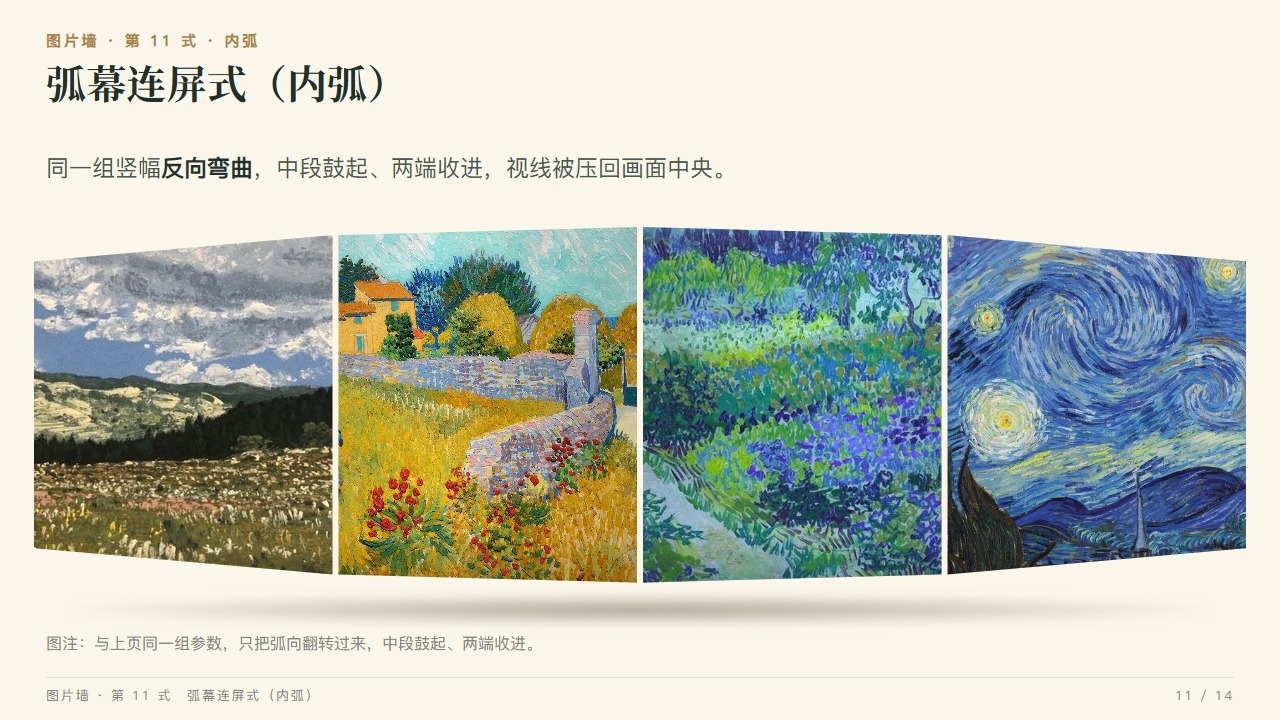 图片墙 · 第 11 式 · 内弧
弧幕连屏式（内弧）
同一组竖幅反向弯曲，中段鼓起、两端收进，视线被压回画面中央。
图注：与上页同一组参数，只把弧向翻转过来，中段鼓起、两端收进。
图片墙 · 第 11 式　弧幕连屏式（内弧）
11 / 14